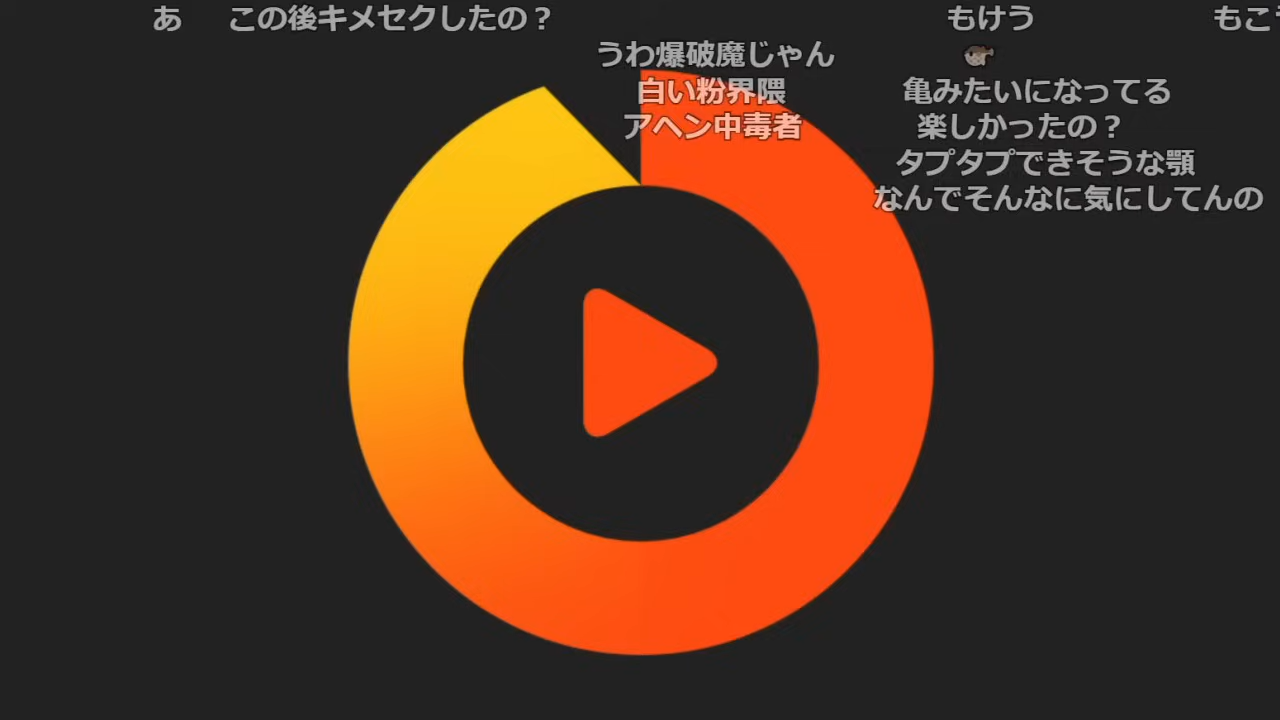 あ
この後キメセクしたの？
もけう
もこ
うわ爆破魔じゃん
白い粉界隈
亀みたいになってる
アヘン中毒者
楽しかったの？
タプタプできそうな顎
なんでそんなに気にしてんの